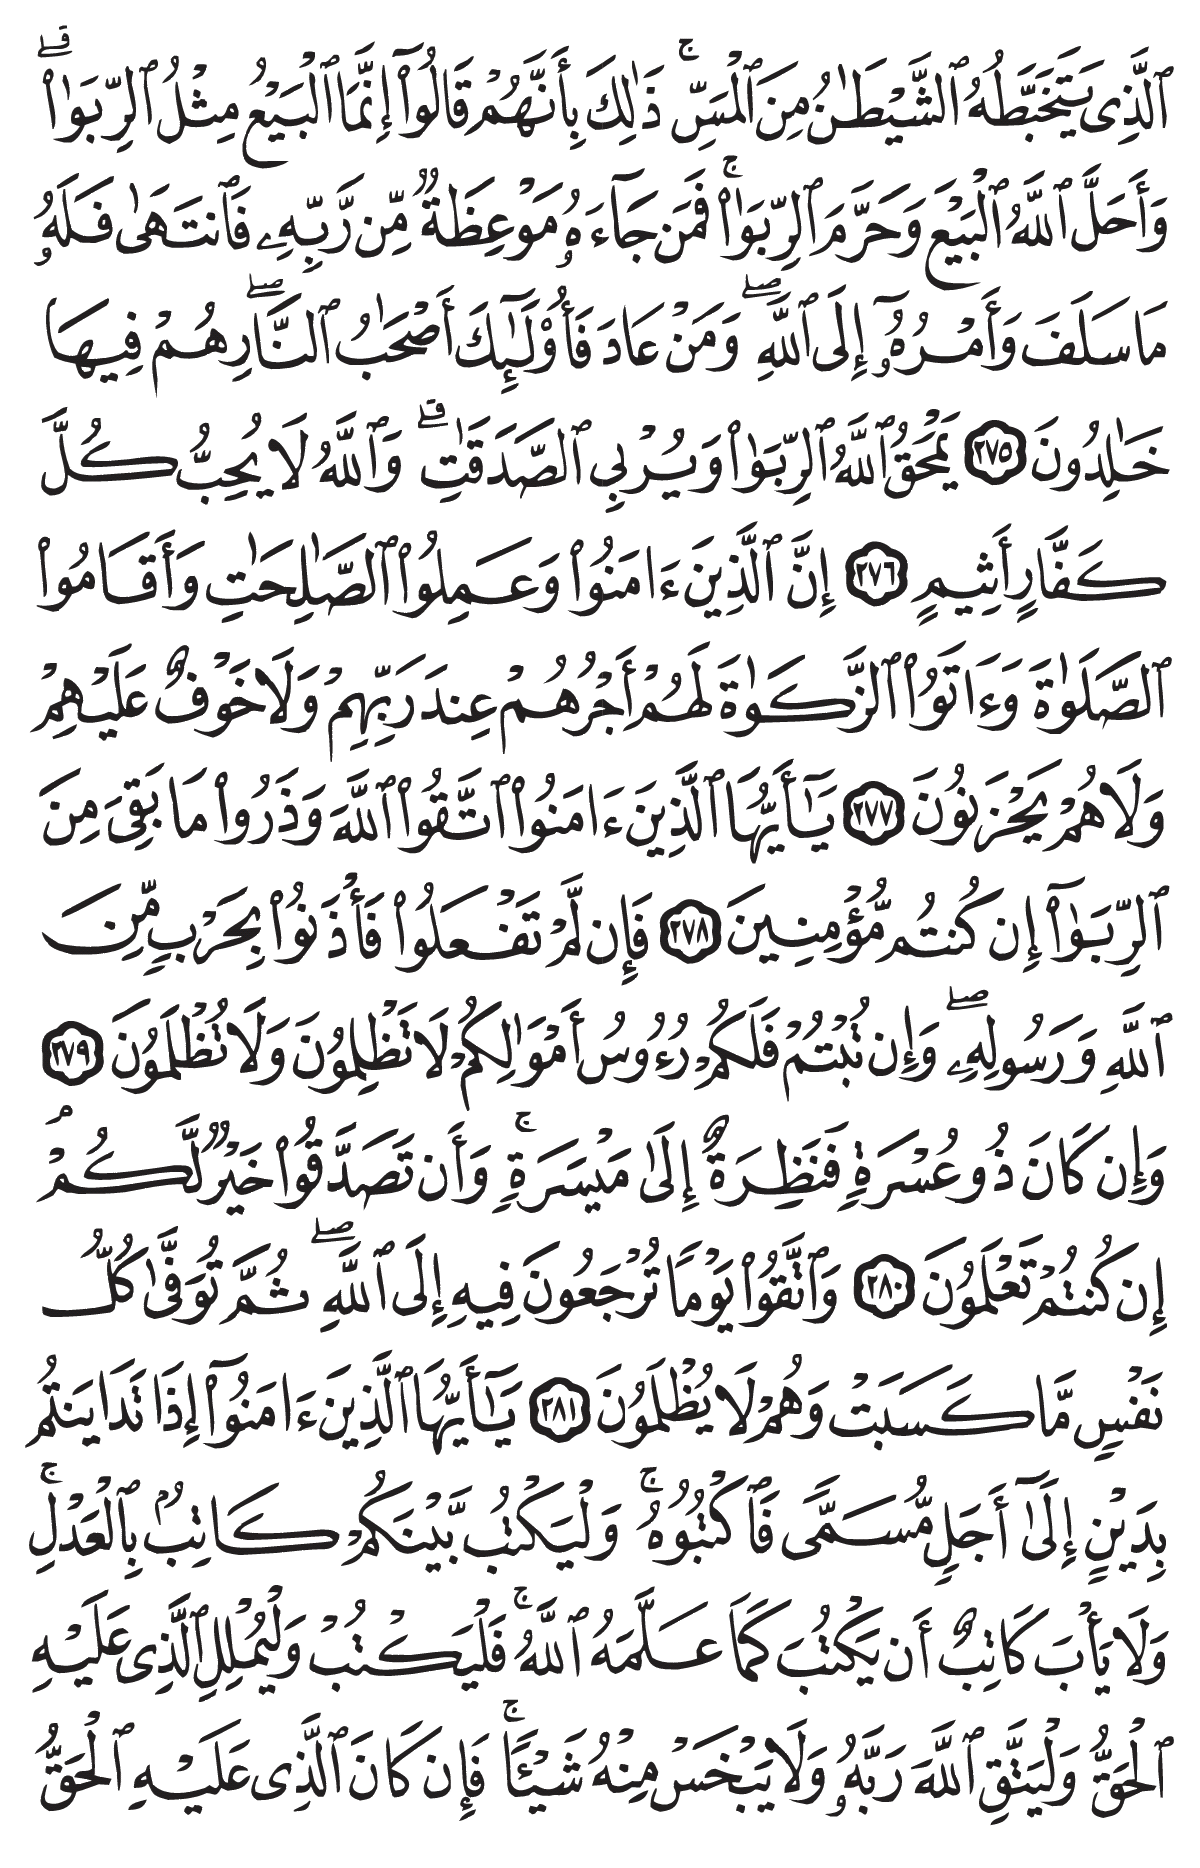 ٱلَّذِى يَتَخَبَّطُهُ ٱلشَّيْطَـٰنُ مِنَ ٱلْمَسِّ ۚ ذَٰلِكَ بِأَنَّهُمْ قَالُوٓا۟ إِنَّمَا ٱلْبَيْعُ مِثْلُ ٱلرِّبَوٰا۟ ۗ
وَأَحَلَّ ٱللَّهُ ٱلْبَيْعَ وَحَرَّمَ ٱلرِّبَوٰا۟ ۚ فَمَن جَآءَهُۥ مَوْعِظَةٌ مِّن رَّبِّهِۦ فَٱنتَهَىٰ فَلَهُۥ
مَا سَلَفَ وَأَمْرُهُۥٓ إِلَى ٱللَّهِ ۖ وَمَنْ عَادَ فَأُو۟لَـٰٓئِكَ أَصْحَـٰبُ ٱلنَّارِ ۖ هُمْ فِيهَا
خَـٰلِدُونَ ٢٧٥ يَمْحَقُ ٱللَّهُ ٱلرِّبَوٰا۟ وَيُرْبِى ٱلصَّدَقَـٰتِ ۗ وَٱللَّهُ لَا يُحِبُّ كُلَّ
كَفَّارٍ أَثِيمٍ ٢٧٦ إِنَّ ٱلَّذِينَ ءَامَنُوا۟ وَعَمِلُوا۟ ٱلصَّـٰلِحَـٰتِ وَأَقَامُوا۟
ٱلصَّلَوٰةَ وَءَاتَوُا۟ ٱلزَّكَوٰةَ لَهُمْ أَجْرُهُمْ عِندَ رَبِّهِمْ وَلَا خَوْفٌ عَلَيْهِمْ
وَلَا هُمْ يَحْزَنُونَ ٢٧٧ يَـٰٓأَيُّهَا ٱلَّذِينَ ءَامَنُوا۟ ٱتَّقُوا۟ ٱللَّهَ وَذَرُوا۟ مَا بَقِىَ مِنَ
ٱلرِّبَوٰٓا۟ إِن كُنتُم مُّؤْمِنِينَ ٢٧٨ فَإِن لَّمْ تَفْعَلُوا۟ فَأْذَنُوا۟ بِحَرْبٍ مِّنَ
ٱللَّهِ وَرَسُولِهِۦ ۖ وَإِن تُبْتُمْ فَلَكُمْ رُءُوسُ أَمْوَٰلِكُمْ لَا تَظْلِمُونَ وَلَا تُظْلَمُونَ ٢٧٩
وَإِن كَانَ ذُو عُسْرَةٍ فَنَظِرَةٌ إِلَىٰ مَيْسَرَةٍ ۚ وَأَن تَصَدَّقُوا۟ خَيْرٌ لَّكُمْ ۖ
إِن كُنتُمْ تَعْلَمُونَ ٢٨٠ وَٱتَّقُوا۟ يَوْمًا تُرْجَعُونَ فِيهِ إِلَى ٱللَّهِ ۖ ثُمَّ تُوَفَّىٰ كُلُّ
نَفْسٍ مَّا كَسَبَتْ وَهُمْ لَا يُظْلَمُونَ ٢٨١ يَـٰٓأَيُّهَا ٱلَّذِينَ ءَامَنُوٓا۟ إِذَا تَدَايَنتُم
بِدَيْنٍ إِلَىٰٓ أَجَلٍ مُّسَمًّى فَٱكْتُبُوهُ ۚ وَلْيَكْتُب بَّيْنَكُمْ كَاتِبٌۢ بِٱلْعَدْلِ ۚ
وَلَا يَأْبَ كَاتِبٌ أَن يَكْتُبَ كَمَا عَلَّمَهُ ٱللَّهُ ۚ فَلْيَكْتُبْ وَلْيُمْلِلِ ٱلَّذِى عَلَيْهِ
ٱلْحَقُّ وَلْيَتَّقِ ٱللَّهَ رَبَّهُۥ وَلَا يَبْخَسْ مِنْهُ شَيْـًٔا ۚ فَإِن كَانَ ٱلَّذِى عَلَيْهِ ٱلْحَقُّ